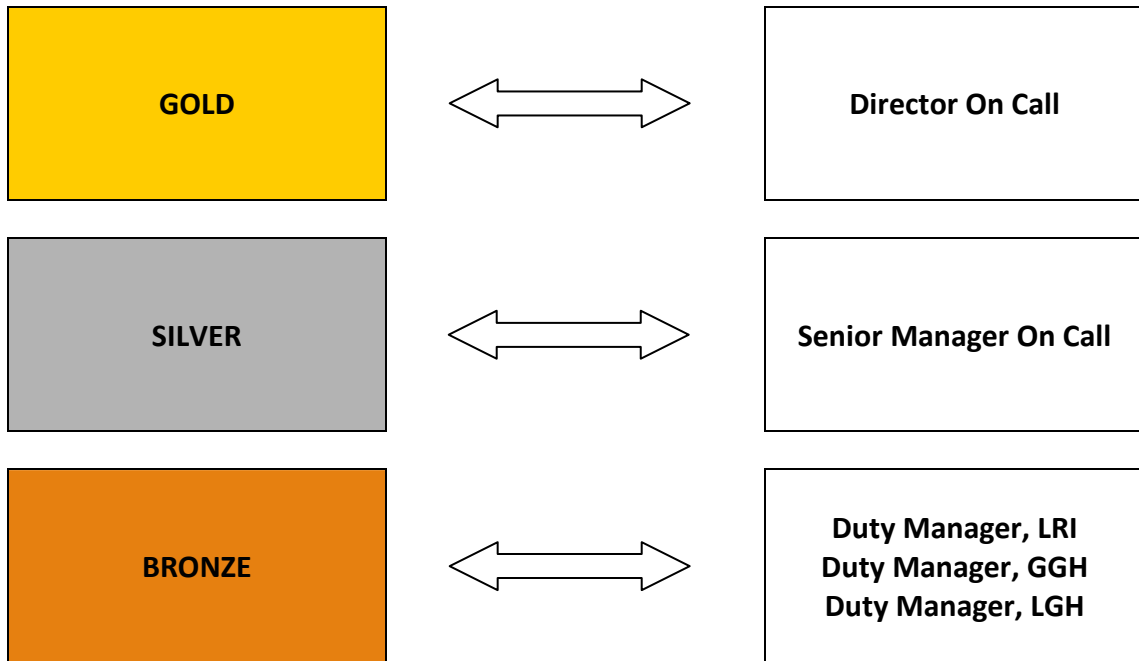 GOLD
Director On Call
SILVER
Senior Manager On Call
BRONZE
Duty Manager, LRI
Duty Manager, GGH
Duty Manager, LGH